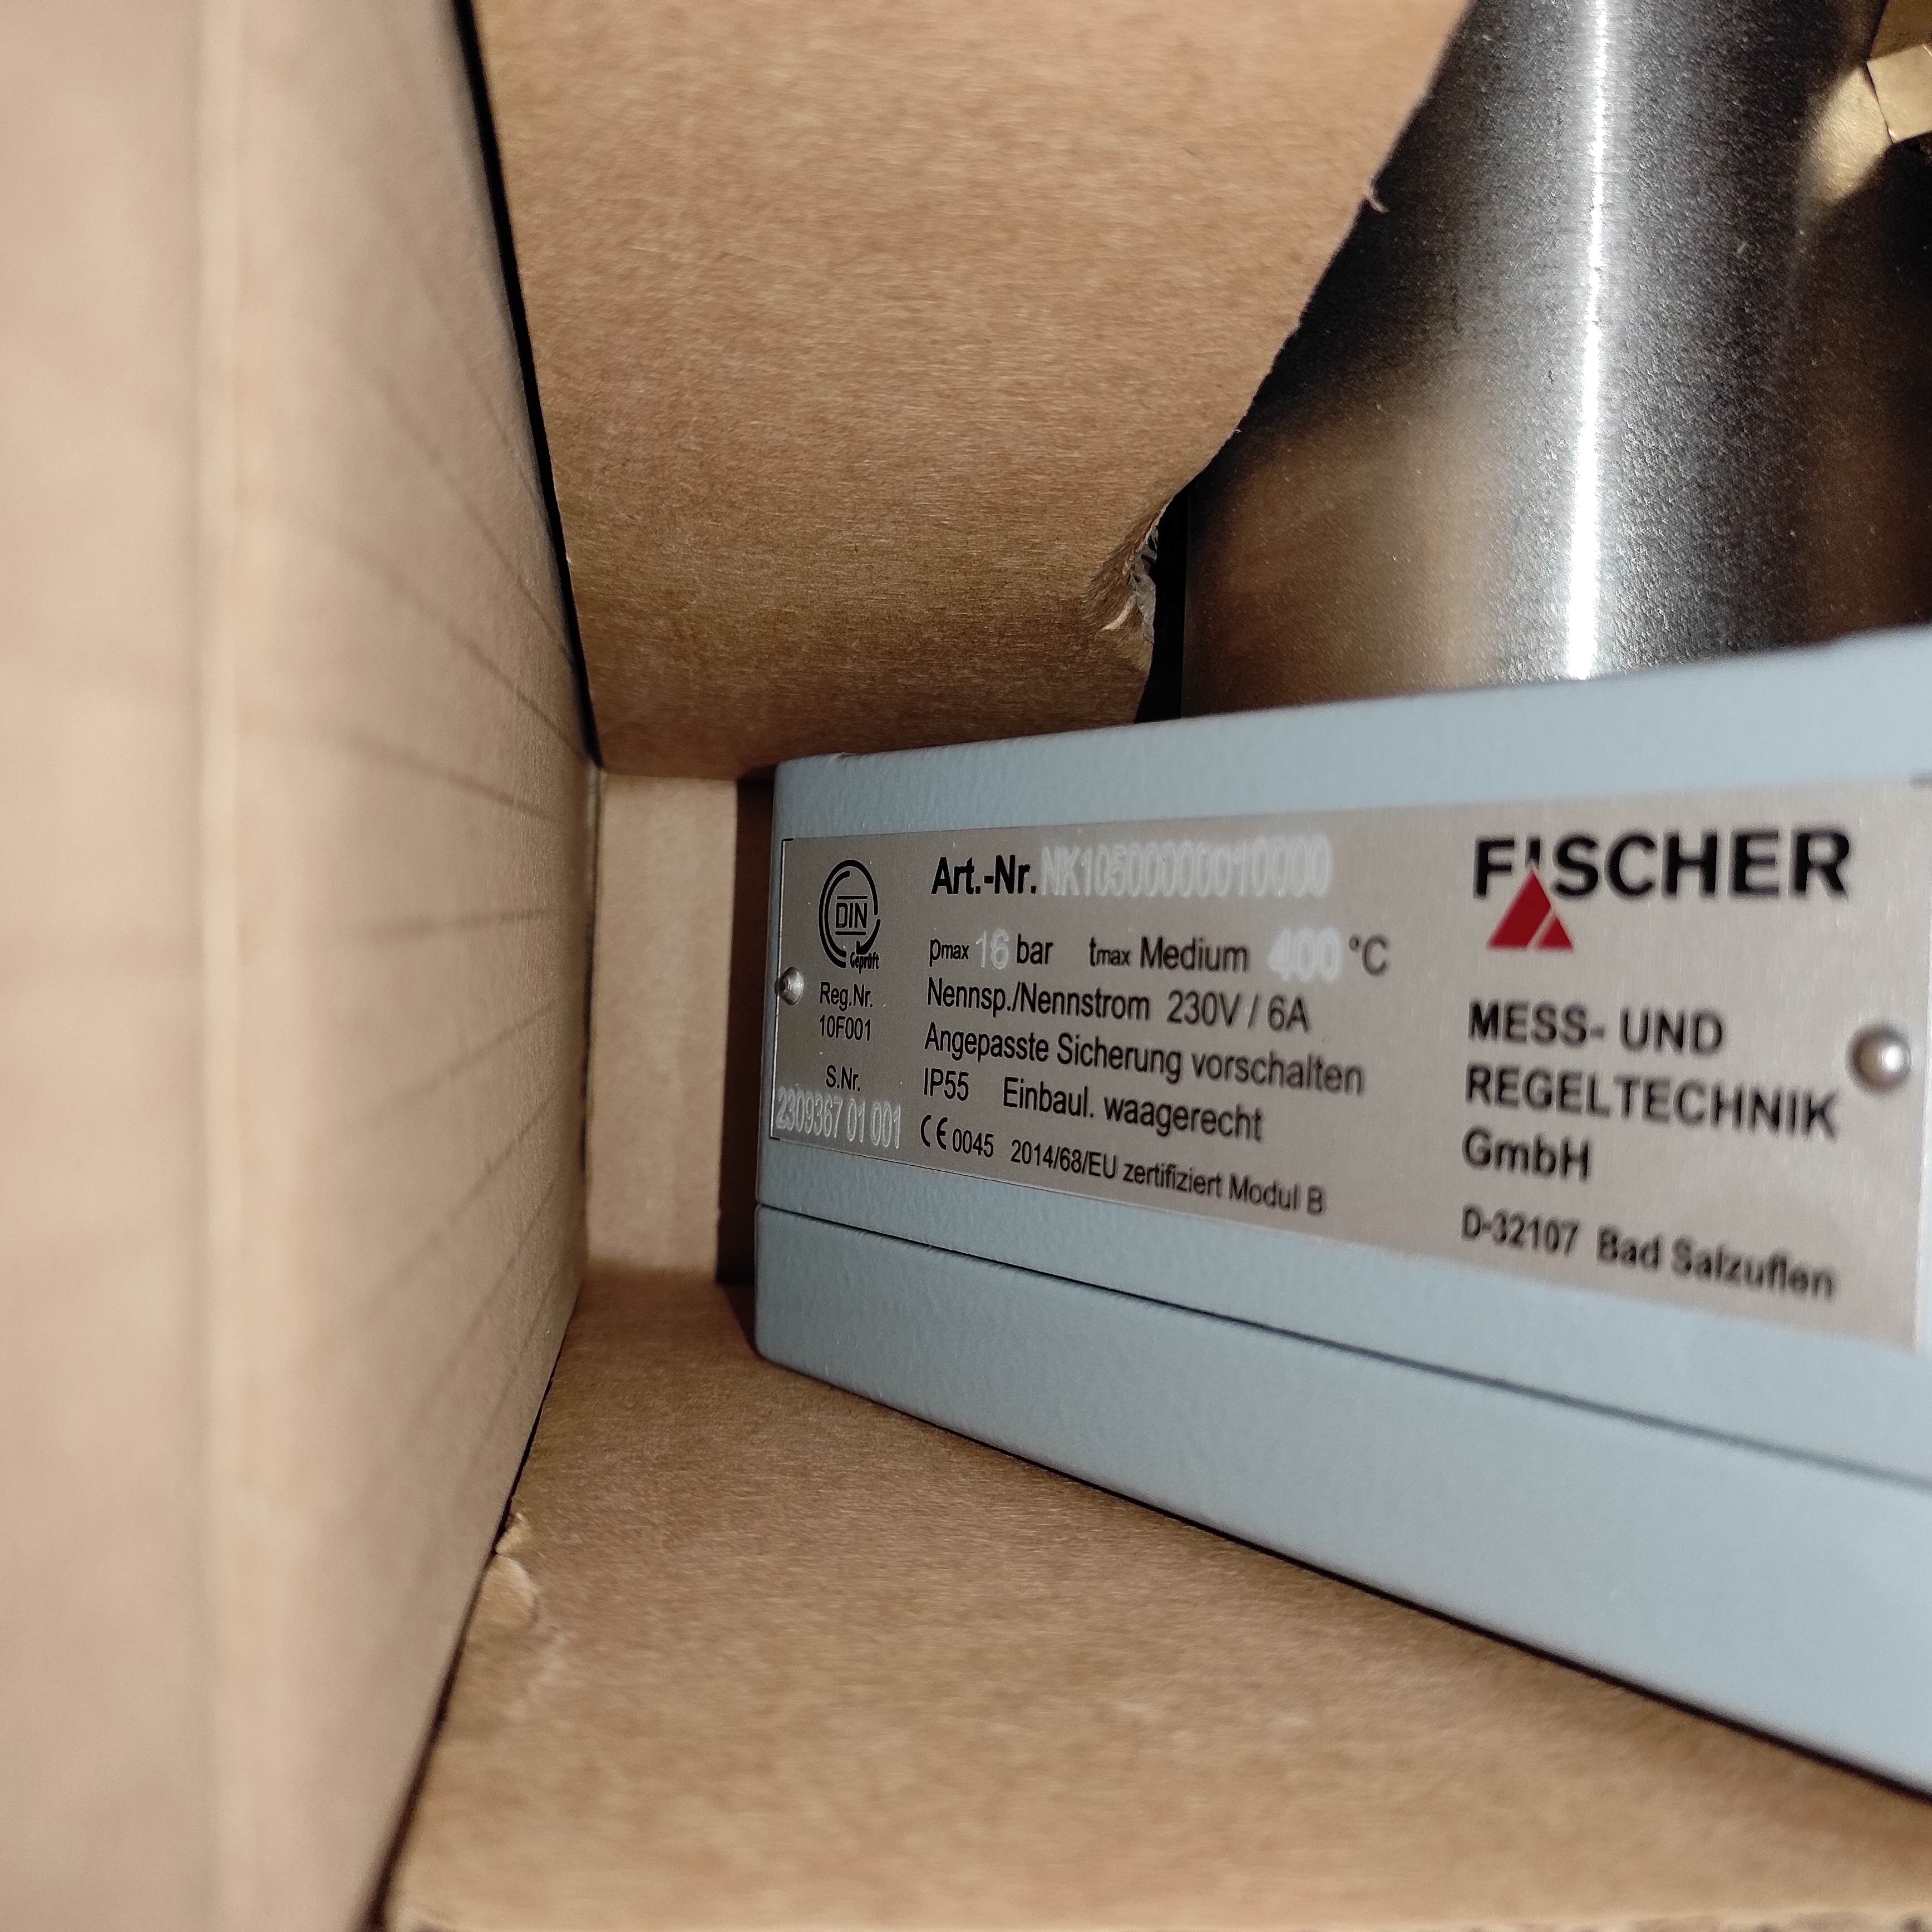 DIN
Geprüft
Reg.Nr.
10F001
S.Nr.
2309367 01 001
Art.-Nr. NK10500000010000
pmax 16 bar tmax Medium 400 °C
Nennsp./Nennstrom 230V / 6A
Angepasste Sicherung vorschalten
IP55 Einbaul. waagerecht
CE 0045 2014/68/EU zertifiziert Modul B
FISCHER
MESS- UND
REGELTECHNIK
GmbH
D-32107 Bad Salzuflen